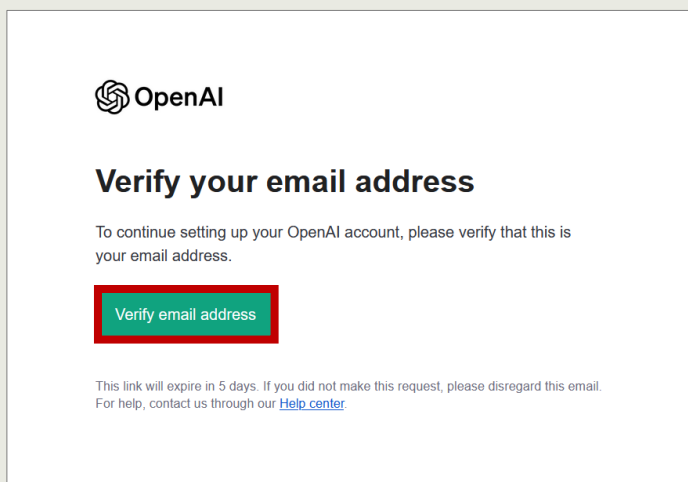 OpenAI
Verify your email address
To continue setting up your OpenAI account, please verify that this is
your email address.
Verify email address
This link will expire in 5 days. If you did not make this request, please disregard this email.
For help, contact us through our Help center.